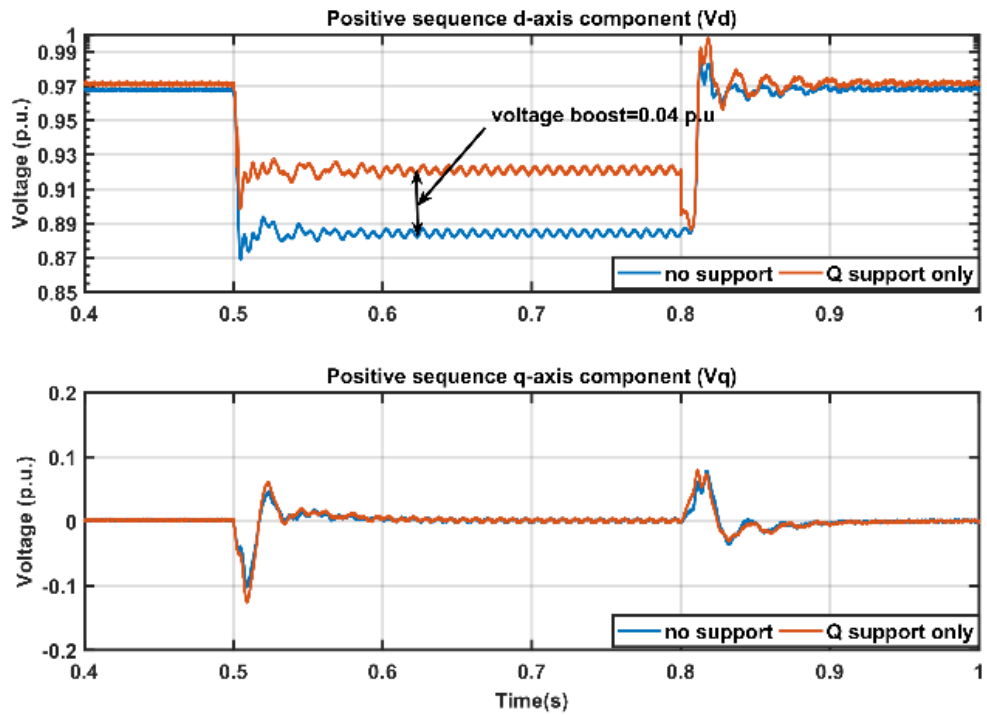 Positive sequence d-axis component (Vd)
1
0.99
0.97
0.95
0.93
0.91
0.89
0.87
0.85
Voltage (p.u.)
voltage boost=0.04 p.u
no support
Q support only
0.4 0.5 0.6 0.7 0.8 0.9 1
Positive sequence q-axis component (Vq)
0.2
0.1
0
-0.1
-0.2
Voltage (p.u.)
no support
Q support only
0.4 0.5 0.6 0.7 0.8 0.9 1
Time(s)